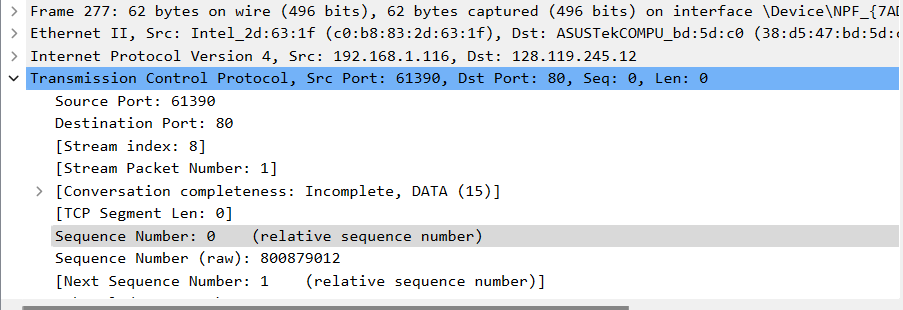 Frame 277: 62 bytes on wire (496 bits), 62 bytes captured (496 bits) on interface \Device\NPF_{7AD
Ethernet II, Src: Intel_2d:63:1f (c0:b8:83:2d:63:1f), Dst: ASUSTekCOMPU_bd:5d:c0 (38:d5:47:bd:5d:c
Internet Protocol Version 4, Src: 192.168.1.116, Dst: 128.119.245.12
Transmission Control Protocol, Src Port: 61390, Dst Port: 80, Seq: 0, Len: 0
Source Port: 61390
Destination Port: 80
[Stream index: 8]
[Stream Packet Number: 1]
[Conversation completeness: Incomplete, DATA (15)]
[TCP Segment Len: 0]
Sequence Number: 0    (relative sequence number)
Sequence Number (raw): 800879012
[Next Sequence Number: 1    (relative sequence number)]